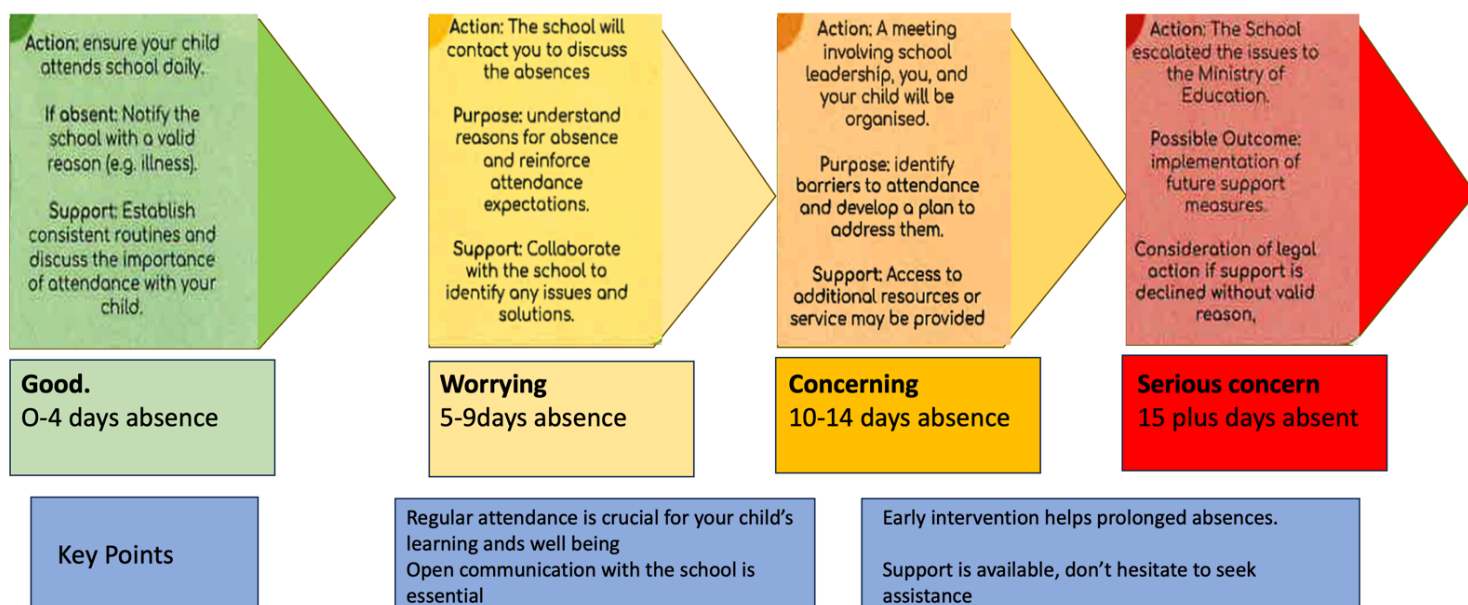 Action: ensure your child
attends school daily.
If absent: Notify the
school with a valid
reason (e.g. illness).
Support: Establish
consistent routines and
discuss the importance
of attendance with your
child.
Action: The school will
contact you to discuss
the absences
Purpose: understand
reasons for absence
and reinforce
attendance
expectations.
Support: Collaborate
with the school to
identify any issues and
solutions.
Action: A meeting
involving school
leadership, you, and
your child will be
organised.
Purpose: identify
barriers to attendance
and develop a plan to
address them.
Support: Access to
additional resources or
service may be provided
Action: The School
escalated the issues to
the Ministry of
Education.
Possible Outcome:
implementation of
future support
measures.
Consideration of legal
action if support is
declined without valid
reason,
Good.
O-4 days absence
Worrying
5-9days absence
Concerning
10-14 days absence
Serious concern
15 plus days absent
Key Points
Regular attendance is crucial for your child's
learning ands well being
Open communication with the school is
essential
Early intervention helps prolonged absences.
Support is available, don't hesitate to seek
assistance